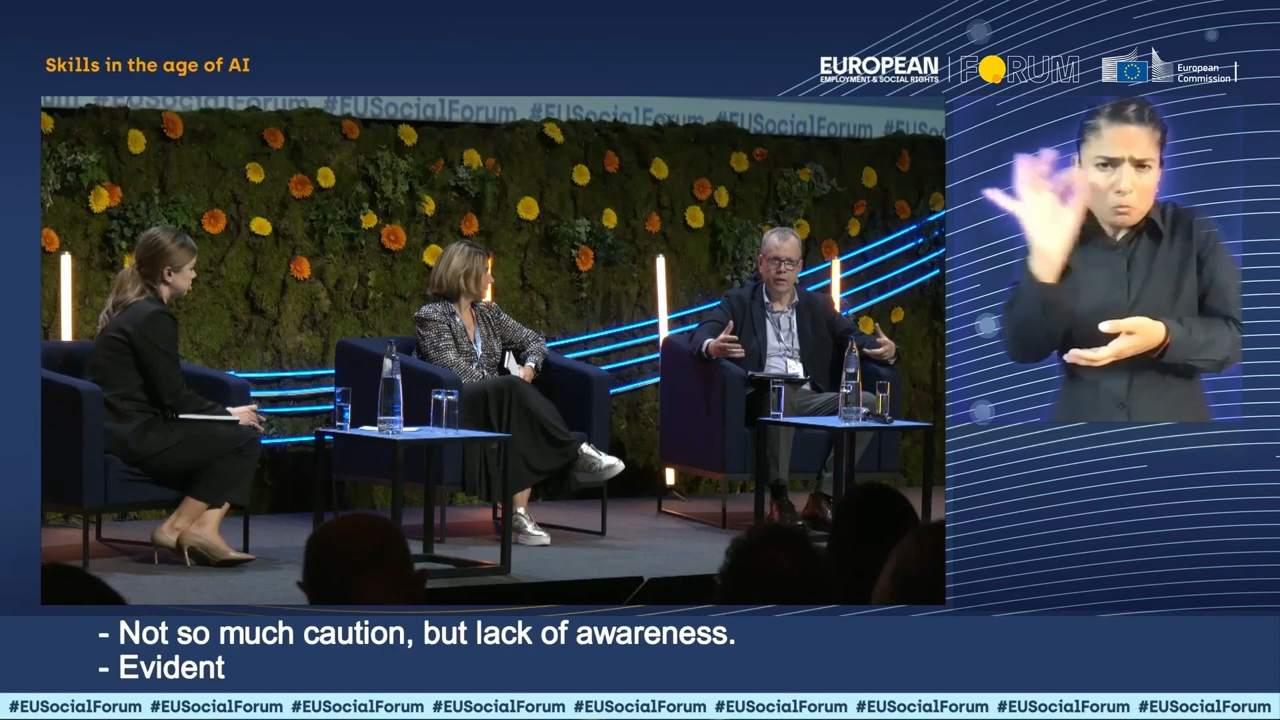 Skills in the age of AI
EUROPEAN
EMPLOYMENT & SOCIAL RIGHTS
FORUM
European
Commission
#EUSocialForum #EUSocialForum #EUSocialForum
- Not so much caution, but lack of awareness.
- Evident
#EUSocialForum #EUSocialForum #EUSocialForum #EUSocialForum #EUSocialForum #EUSocialForum #EUSocialForum #EUSocialForum #EUSocialForum